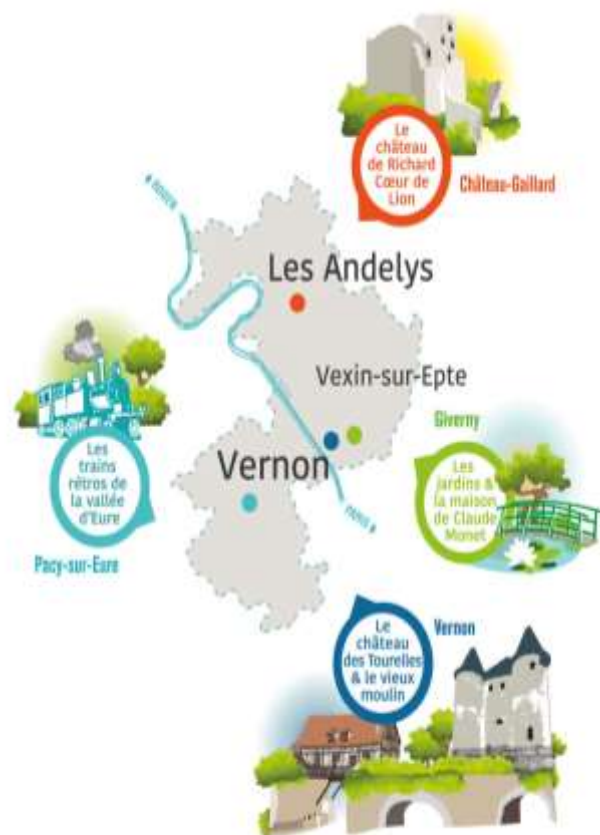 Le
château
de Richard
Cœur de
Lion
Château-Gaillard
ROUEN
Les Andelys
Vexin-sur-Epte
Giverny
Les
jardins &
la maison
de Claude
Monet
Les
trains
rétros de
la vallée
d'Eure
Pacy-sur-Eure
Vernon
PARIS
Le
château
des Tourelles
& le vieux
moulin
Vernon